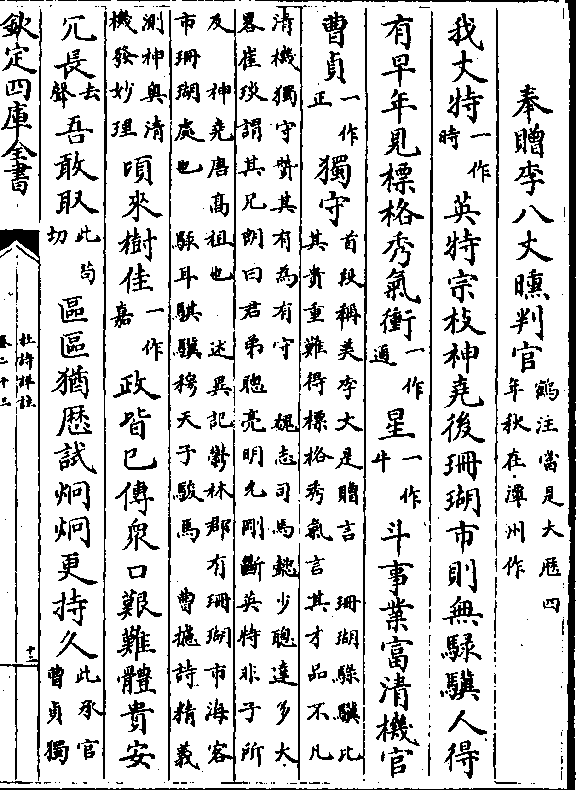 奉贈李八丈曛判官鶴注當是大厯四年秋在潭州作
我丈特一作時英特宗枝神堯後珊瑚市則無騄驥人得
有早年見標格秀氣衝一作通星一作牛斗事業富清機官
曹貞一作正獨守首段稱美李大是贈言珊瑚騄驥比其貴重難得標格秀氣言其才品不凡
清機獨守贊其有為有守魏志司馬懿少聰達多大畧崔琰謂其兄朗曰君弟聰亮明允剛斷英特非子所
及神堯唐高祖也述異記鬱林郡有珊瑚市海客市珊瑚處也騄耳騏驥穆天子駿馬曹攄詩精義
測神奧清機發妙理頃來樹佳一作嘉政皆已傳衆口艱難體貴安
冗長去聲吾敢取此茍切區區猶歴試炯炯更持久此承官曹貞獨
欽定四庫全書
杜詩詳註
卷二十三
十二